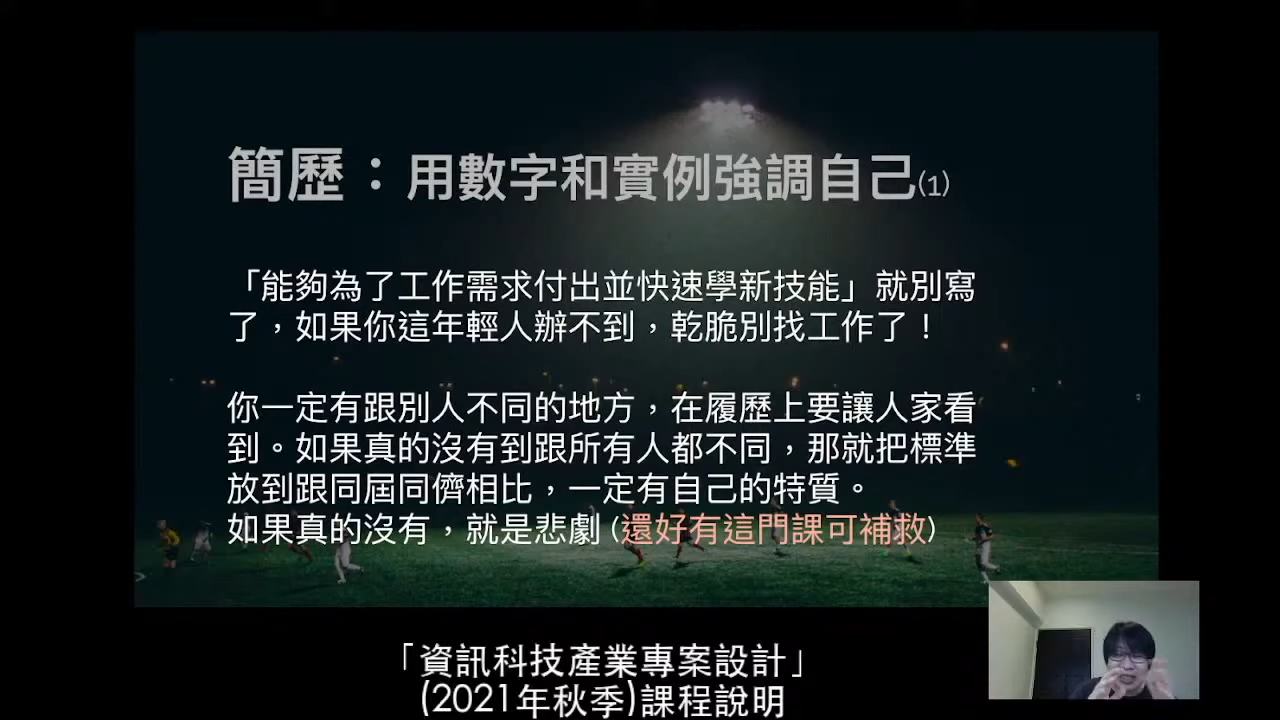 簡歷：用數字和實例強調自己(1)
「能夠為了工作需求付出並快速學新技能」就別寫
了，如果你這年輕人辦不到，乾脆別找工作了！
你一定有跟別人不同的地方，在履歷上要讓人家看
到。如果真的沒有到跟所有人都不同，那就把標準
放到跟同屆同儕相比，一定有自己的特質。
如果真的沒有，就是悲劇 (還好有這門課可補救)
「資訊科技產業專案設計」
(2021年秋季)課程說明